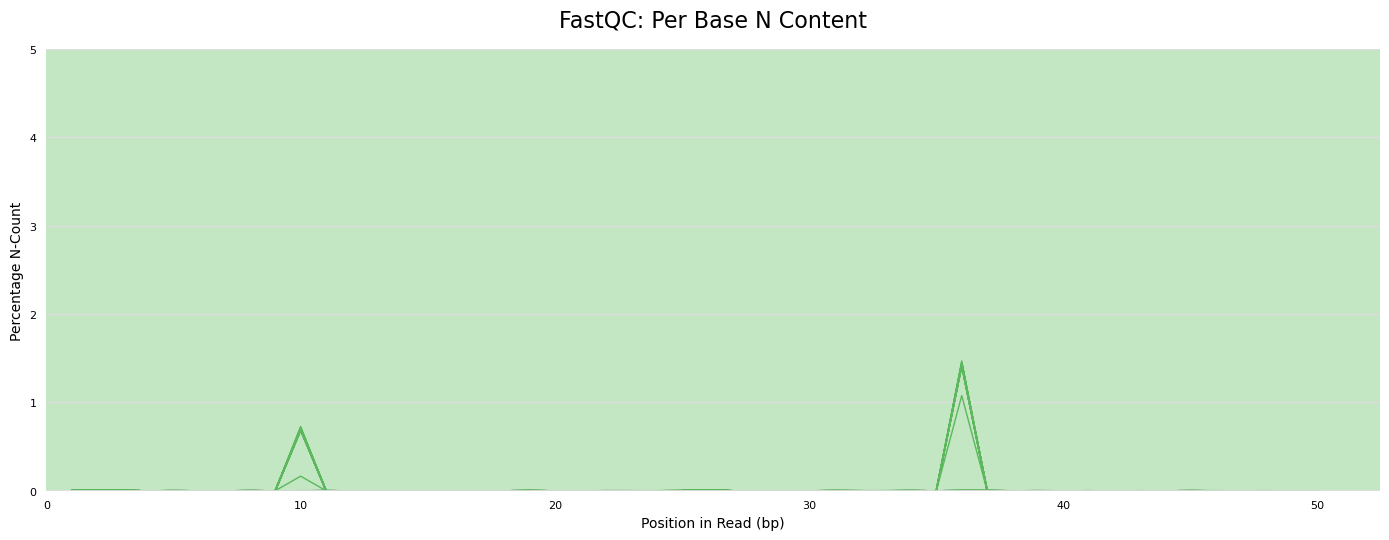 FastQC: Per Base N Content
5
4
3
2
1
0
Percentage N-Count
0 10 20 30 40 50
Position in Read (bp)